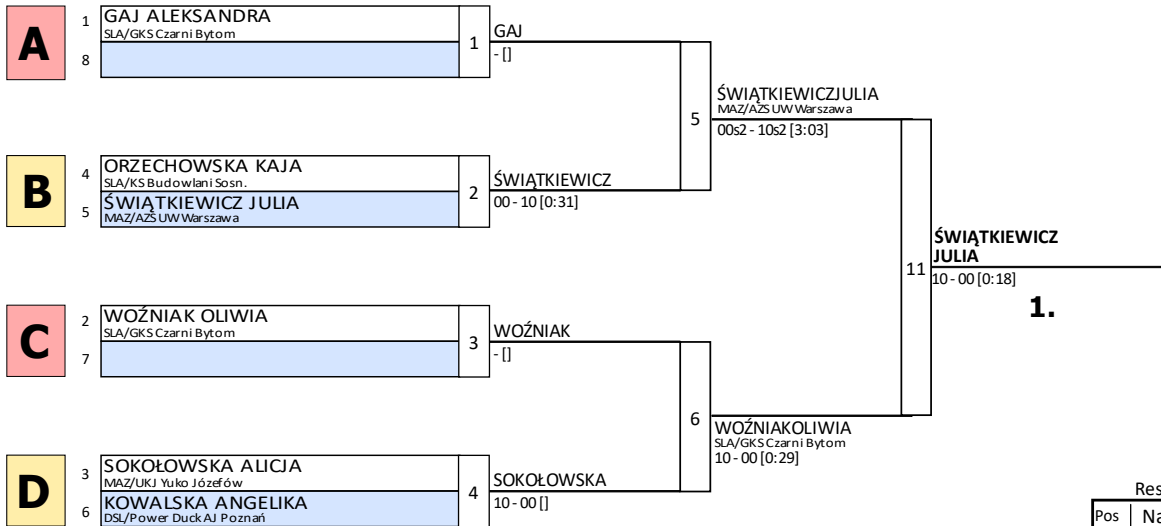 A
1
GAJ ALEKSANDRA
SLA/GKS Czarni Bytom
8
1
GAJ
- []
B
4
ORZECHOWSKA KAJA
SLA/KS Budowlani Sosn.
5
ŚWIĄTKIEWICZ JULIA
MAZ/AZS UW Warszawa
2
ŚWIĄTKIEWICZ
00 - 10 [0:31]
5
ŚWIĄTKIEWICZJULIA
MAZ/AZS UW Warszawa
00s2 - 10s2 [3:03]
C
2
WOŹNIAK OLIWIA
SLA/GKS Czarni Bytom
7
3
WOŹNIAK
- []
D
3
SOKOŁOWSKA ALICJA
MAZ/UKJ Yuko Józefów
6
KOWALSKA ANGELIKA
DSL/Power Duck AJ Poznań
4
SOKOŁOWSKA
10 - 00 []
6
WOŹNIAKOLIWIA
SLA/GKS Czarni Bytom
10 - 00 [0:29]
11
ŚWIĄTKIEWICZ
JULIA
10 - 00 [0:18]
1.
Res
Pos Na